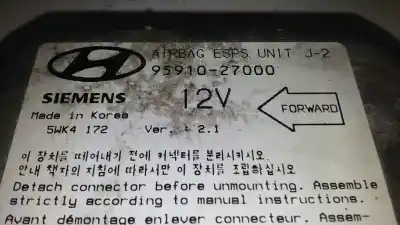 AIRBAG ESPS UNIT J-2
95910-27000
SIEMENS 12V
FORWARD
Made in Korea
5WK4 172 Ver. 2.1
이 장치를 떼어내기 전에 커넥터를 분리시키시오.
안내 책자의 지침에 따라서만 이 장치를 조립하십시오
Detach connector before unmounting. Assemble
strictly according to manual instructions.
Avant démontage enlever connecteur. Assem-